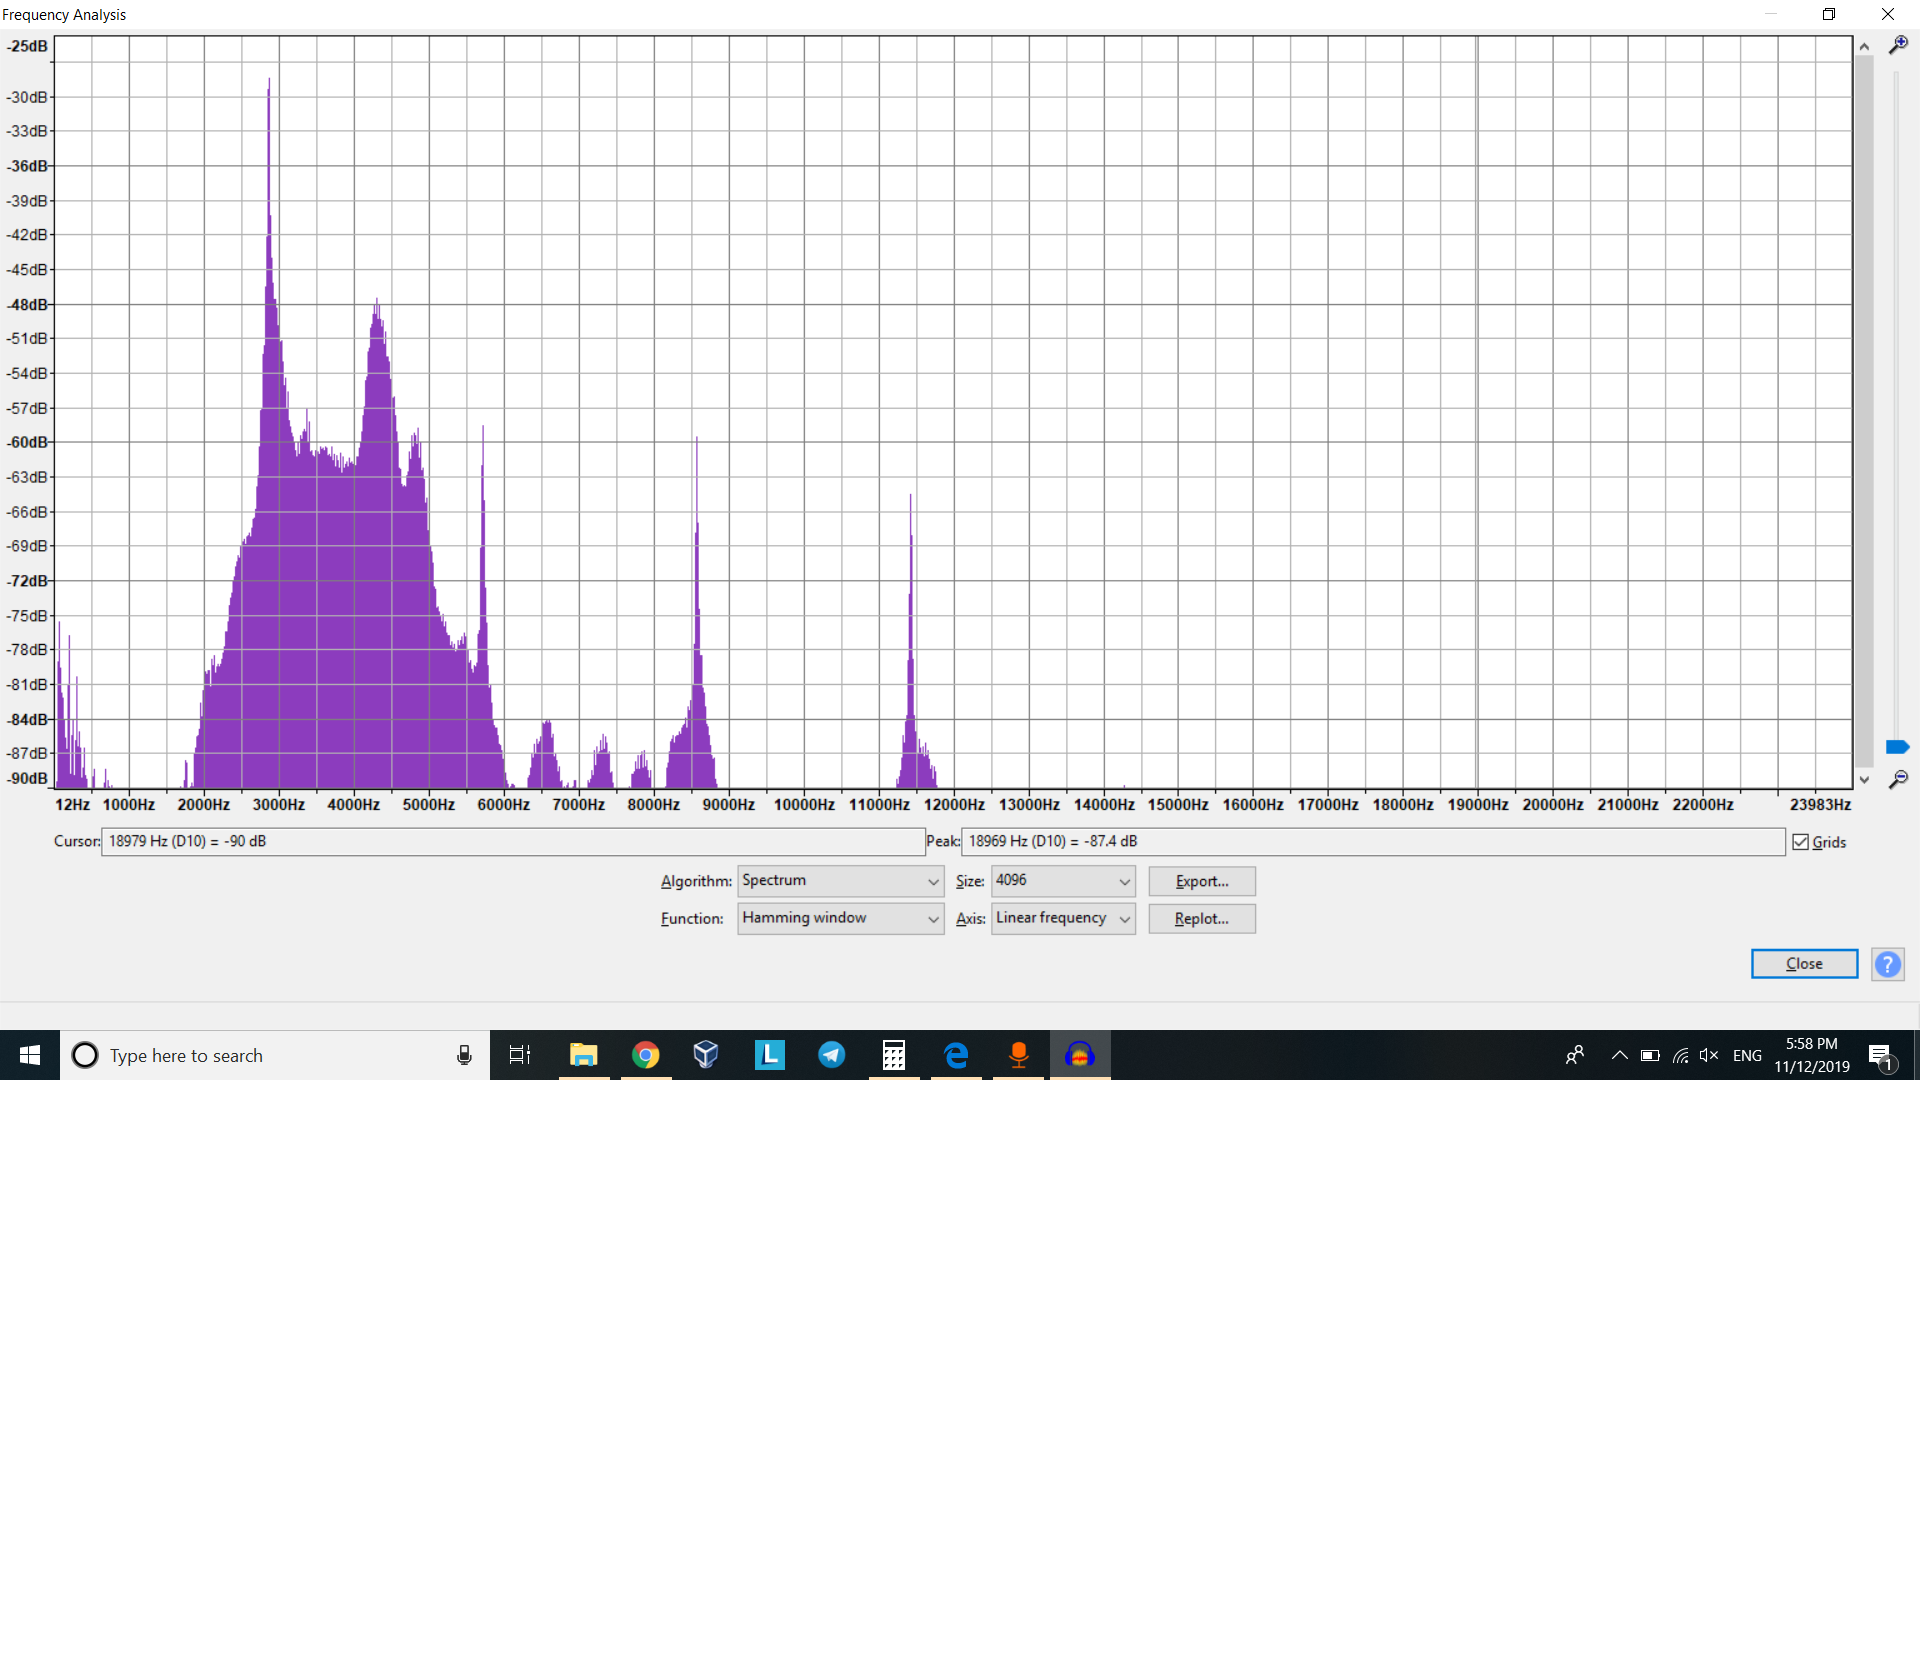 Frequency Analysis
-25dB
-30dB
-33dB
-36dB
-39dB
-42dB
-45dB
-48dB
-51dB
-54dB
-57dB
-60dB
-63dB
-66dB
-69dB
-72dB
-75dB
-78dB
-81dB
-84dB
-87dB
-90dB
12Hz 1000Hz 2000Hz 3000Hz 4000Hz 5000Hz 6000Hz 7000Hz 8000Hz 9000Hz 10000Hz 11000Hz 12000Hz 13000Hz 14000Hz 15000Hz 16000Hz 17000Hz 18000Hz 19000Hz 20000Hz 21000Hz 22000Hz 23983Hz
Cursor: 18979 Hz (D10) = -90 dB Peak: 18969 Hz (D10) = -87.4 dB Grids
Algorithm: Spectrum Size: 4096 Export...
Function: Hamming window Axis: Linear frequency Replot...
Close ?
Type here to search L ENG 5:58 PM
11/12/2019 1